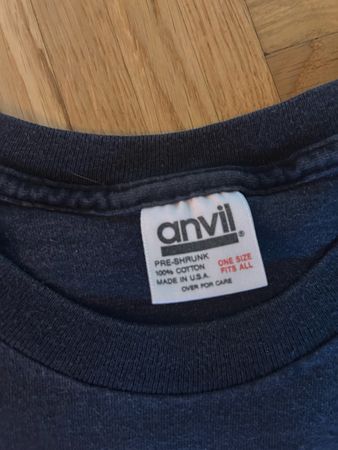 anvil®
PRE-SHRUNK
100% COTTON
MADE IN U.S.A.
ONE SIZE
FITS ALL
OVER FOR CARE